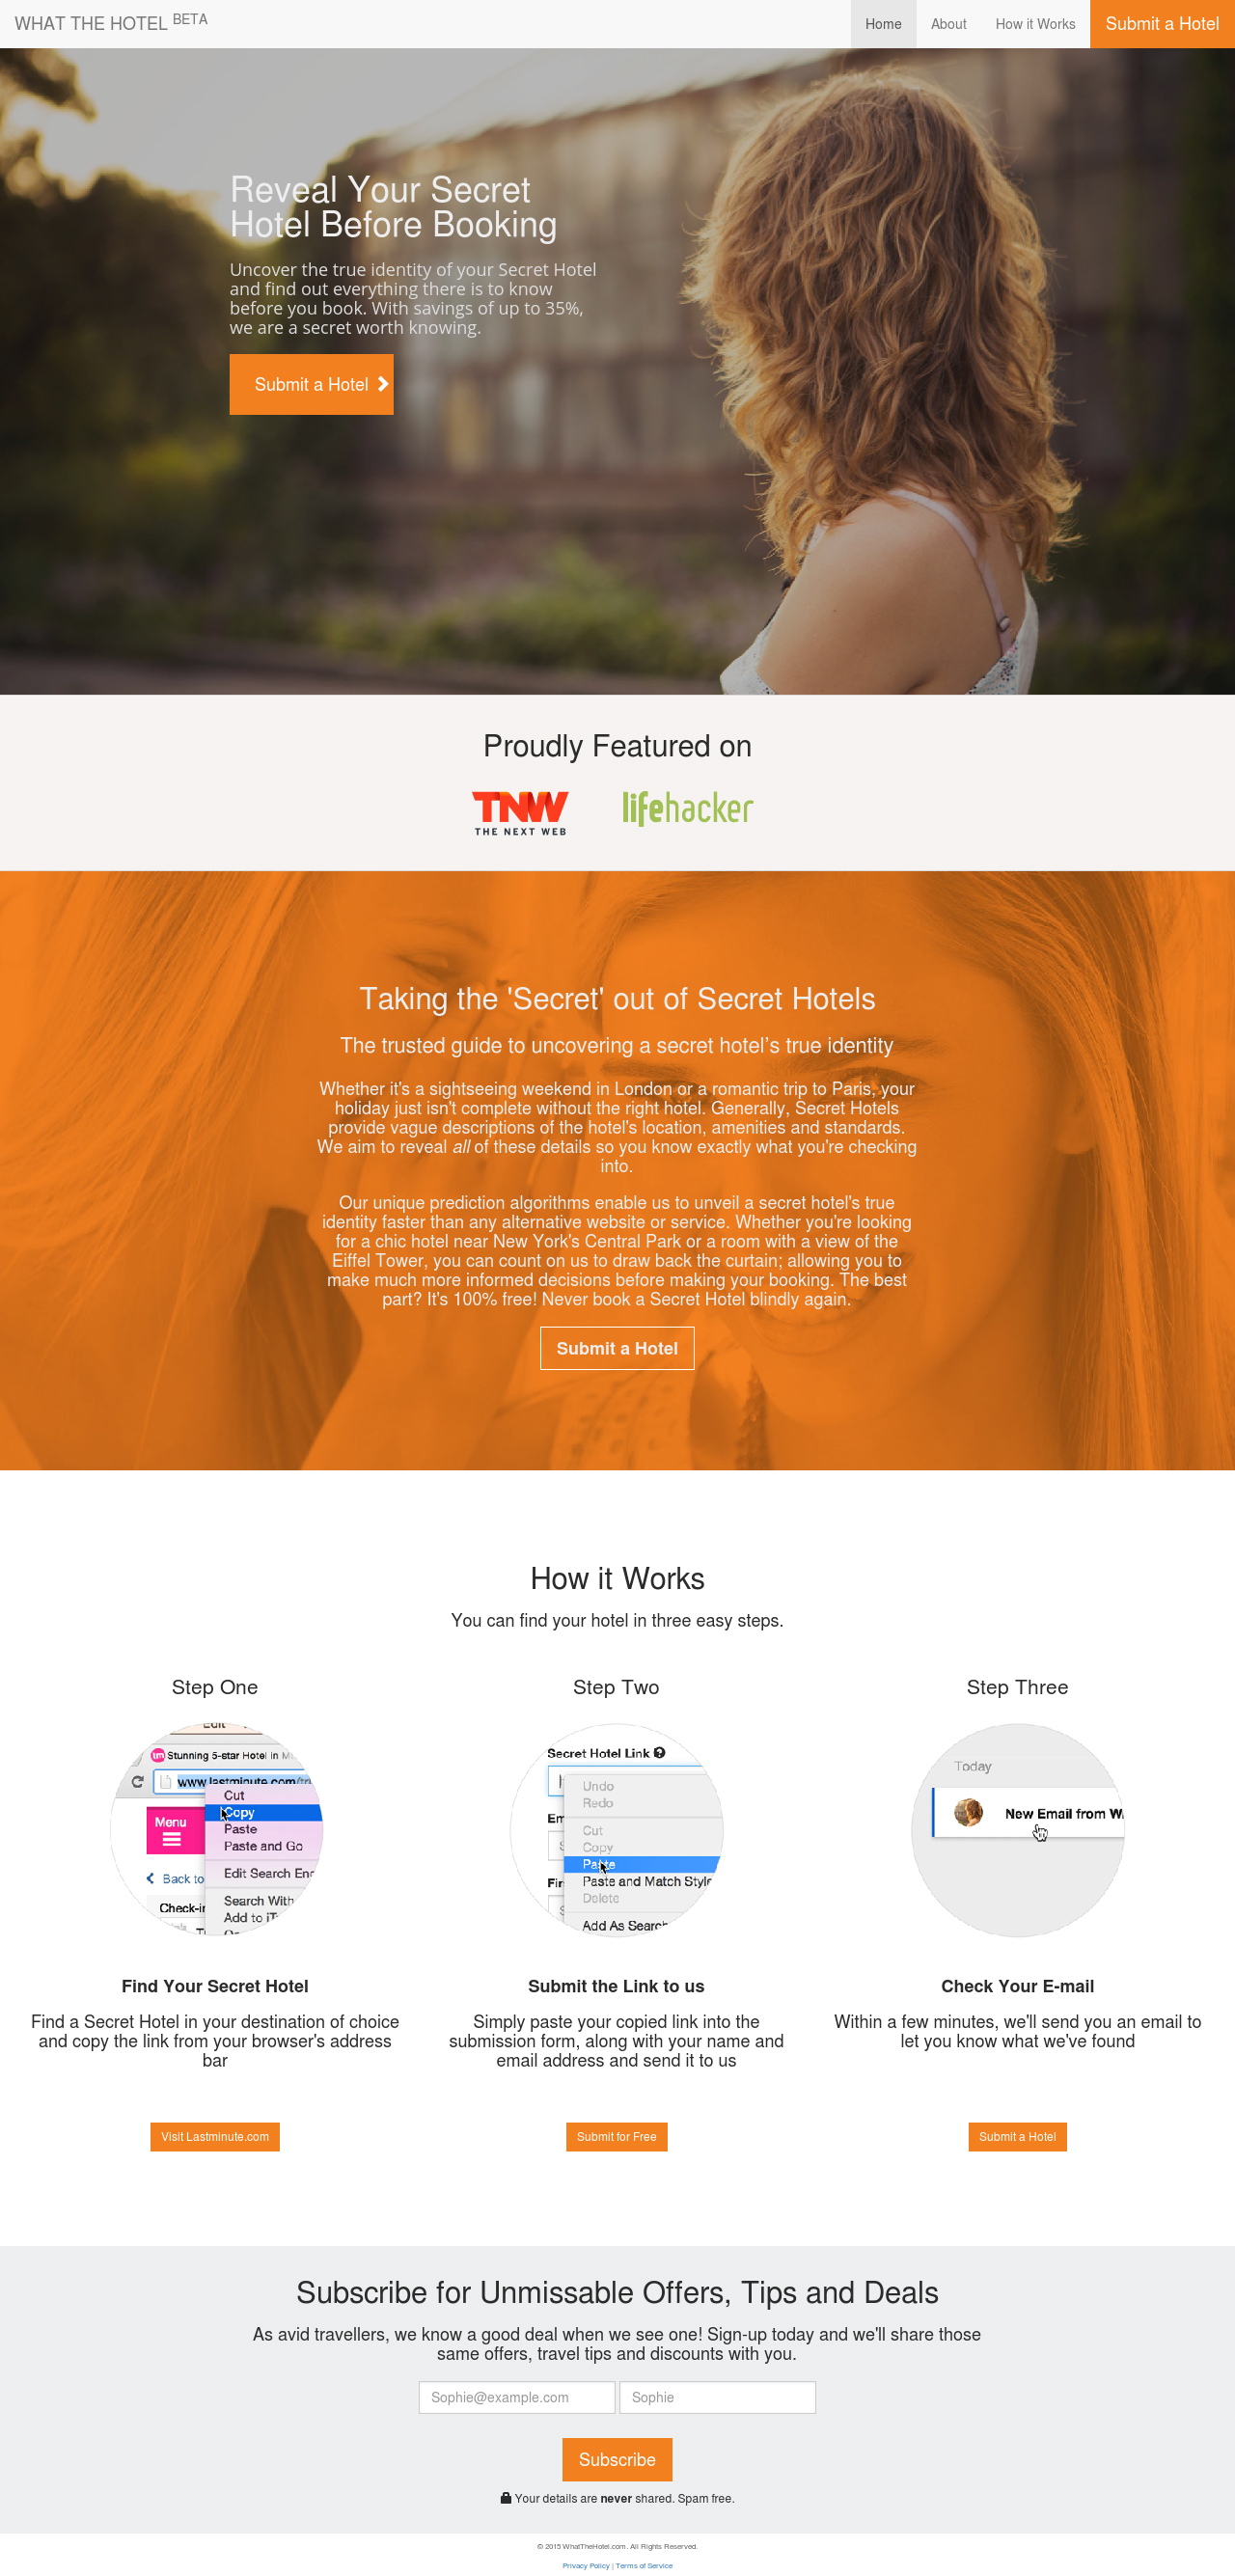 WHAT THE HOTEL BETA
Home
About
How it Works
Submit a Hotel
Reveal Your Secret
Hotel Before Booking
Uncover the true identity of your Secret Hotel
and find out everything there is to know
before you book. With savings of up to 35%,
we are a secret worth knowing.
Submit a Hotel
Proudly Featured on
TNW
THE NEXT WEB
lifehacker
Taking the 'Secret' out of Secret Hotels
The trusted guide to uncovering a secret hotel's true identity
Whether it's a sightseeing weekend in London or a romantic trip to Paris, your
holiday just isn't complete without the right hotel. Generally, Secret Hotels
provide vague descriptions of the hotel's location, amenities and standards.
We aim to reveal all of these details so you know exactly what you're checking
into.
Our unique prediction algorithms enable us to unveil a secret hotel's true
identity faster than any alternative website or service. Whether you're looking
for a chic hotel near New York's Central Park or a room with a view of the
Eiffel Tower, you can count on us to draw back the curtain; allowing you to
make much more informed decisions before making your booking. The best
part? It's 100% free! Never book a Secret Hotel blindly again.
Submit a Hotel
How it Works
You can find your hotel in three easy steps.
Step One
Edit
tm Stunning 5-star Hotel in M
www.lastminute.com/tri
Cut
Copy
Paste
Paste and Go
Edit Search Eng
Search With
Add to iT
Menu
Back to
Check-in
Find Your Secret Hotel
Find a Secret Hotel in your destination of choice
and copy the link from your browser's address
bar
Visit Lastminute.com
Step Two
Secret Hotel Link
Em
Fir
Undo
Redo
Cut
Copy
Paste
Paste and Match Style
Delete
Add As Search
Submit the Link to us
Simply paste your copied link into the
submission form, along with your name and
email address and send it to us
Submit for Free
Step Three
Today
New Email from W
Check Your E-mail
Within a few minutes, we'll send you an email to
let you know what we've found
Submit a Hotel
Subscribe for Unmissable Offers, Tips and Deals
As avid travellers, we know a good deal when we see one! Sign-up today and we'll share those
same offers, travel tips and discounts with you.
Sophie@example.com
Sophie
Subscribe
Your details are never shared. Spam free.
© 2015 WhatTheHotel.com. All Rights Reserved.
Privacy Policy | Terms of Service